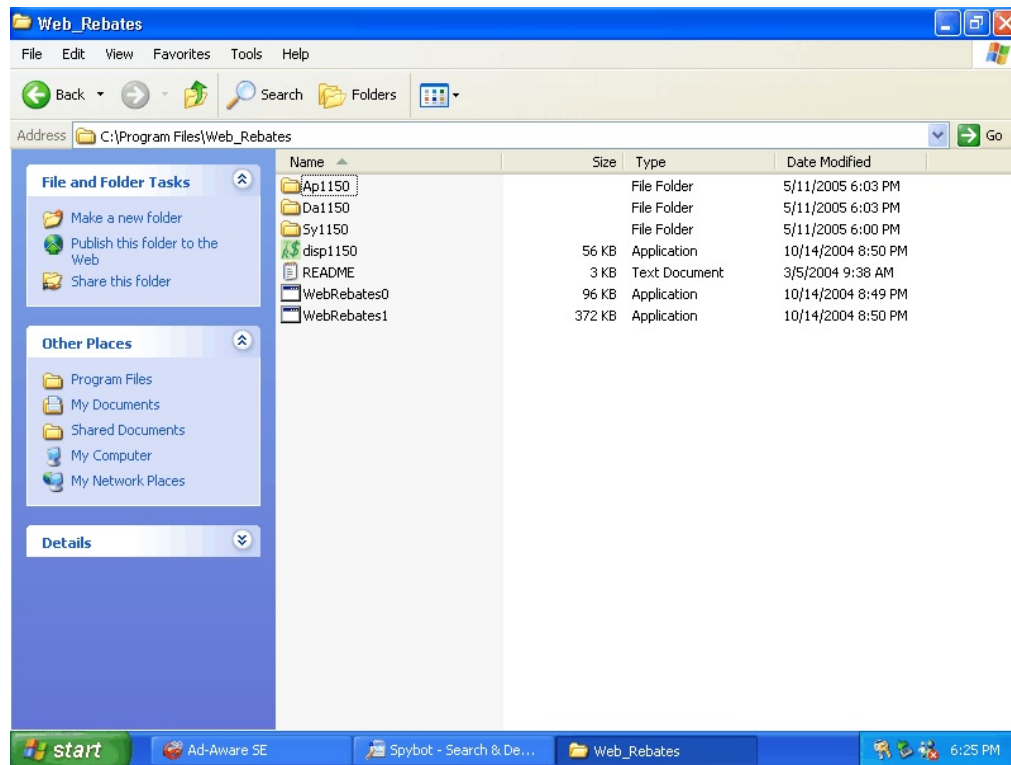 Web_Rebates
File Edit View Favorites Tools Help
Back Search Folders
Address C:\Program Files\Web_Rebates Go
File and Folder Tasks
Make a new folder
Publish this folder to the
Web
Share this folder
Other Places
Program Files
My Documents
Shared Documents
My Computer
My Network Places
Details
Name Size Type Date Modified
Ap1150 File Folder 5/11/2005 6:03 PM
Da1150 File Folder 5/11/2005 6:03 PM
Sy1150 File Folder 5/11/2005 6:00 PM
disp1150 56 KB Application 10/14/2004 8:50 PM
README 3 KB Text Document 3/5/2004 9:38 AM
WebRebates0 96 KB Application 10/14/2004 8:49 PM
WebRebates1 372 KB Application 10/14/2004 8:50 PM
start Ad-Aware SE Spybot - Search & De... Web_Rebates 6:25 PM